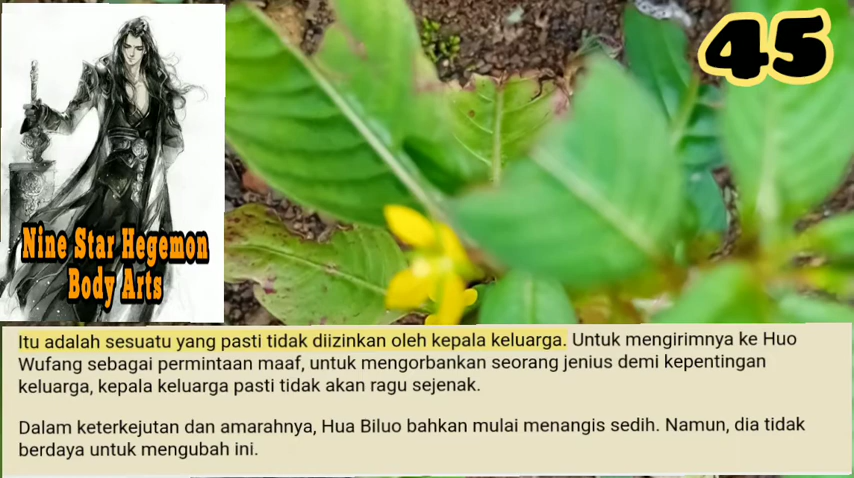 45
Nine Star Hegemon
Body Arts
Itu adalah sesuatu yang pasti tidak diizinkan oleh kepala keluarga. Untuk mengirimnya ke Huo
Wufang sebagai permintaan maaf, untuk mengorbankan seorang jenius demi kepentingan
keluarga, kepala keluarga pasti tidak akan ragu sejenak.
Dalam keterkejutan dan amarahnya, Hua Biluo bahkan mulai menangis sedih. Namun, dia tidak
berdaya untuk mengubah ini.